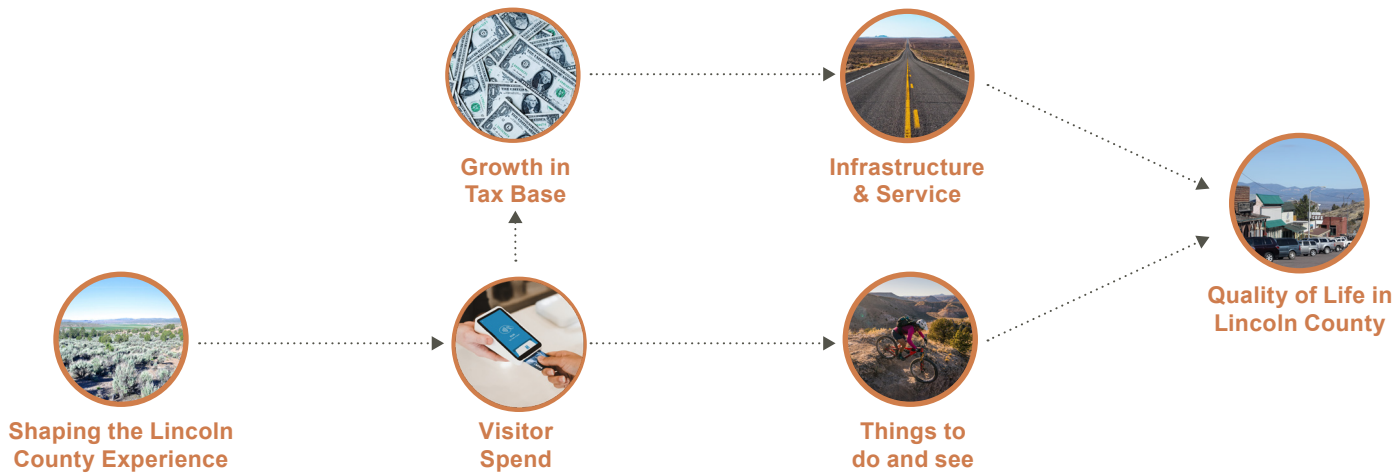 Growth in
Tax Base
Infrastructure
& Service
Quality of Life in
Lincoln County
Shaping the Lincoln
County Experience
Visitor
Spend
Things to
do and see